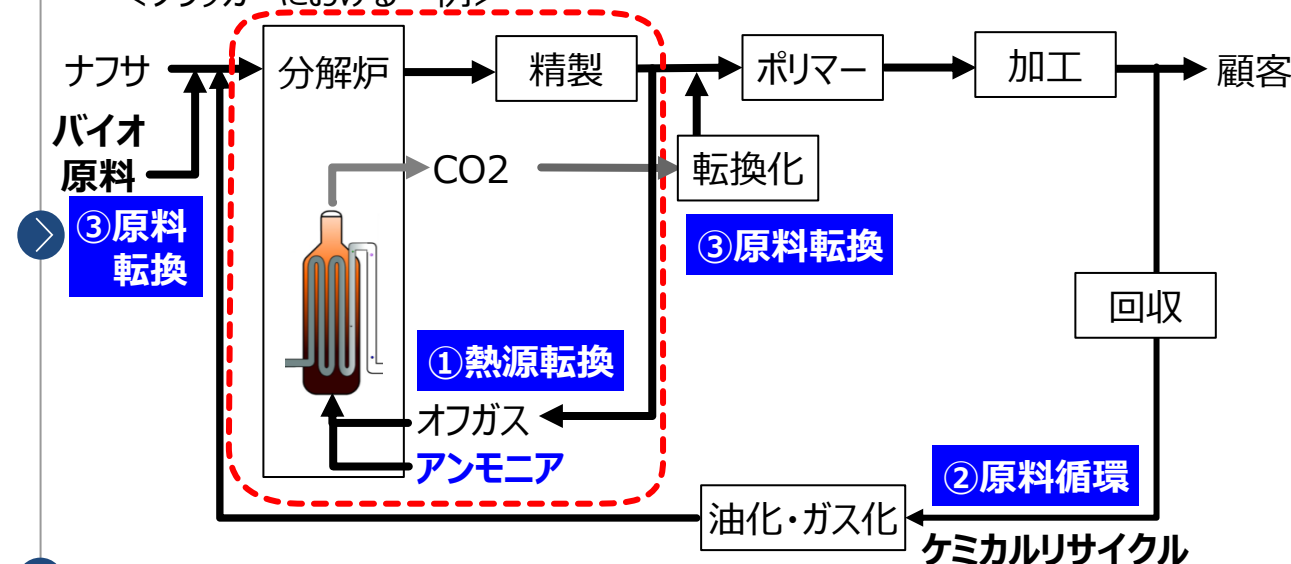 ナフサ
分解炉
精製
ポリマー
加工
顧客
バイオ
原料
CO2
転換化
③原料
転換
③原料転換
回収
①熱源転換
オフガス
アンモニア
②原料循環
油化・ガス化
ケミカルリサイクル